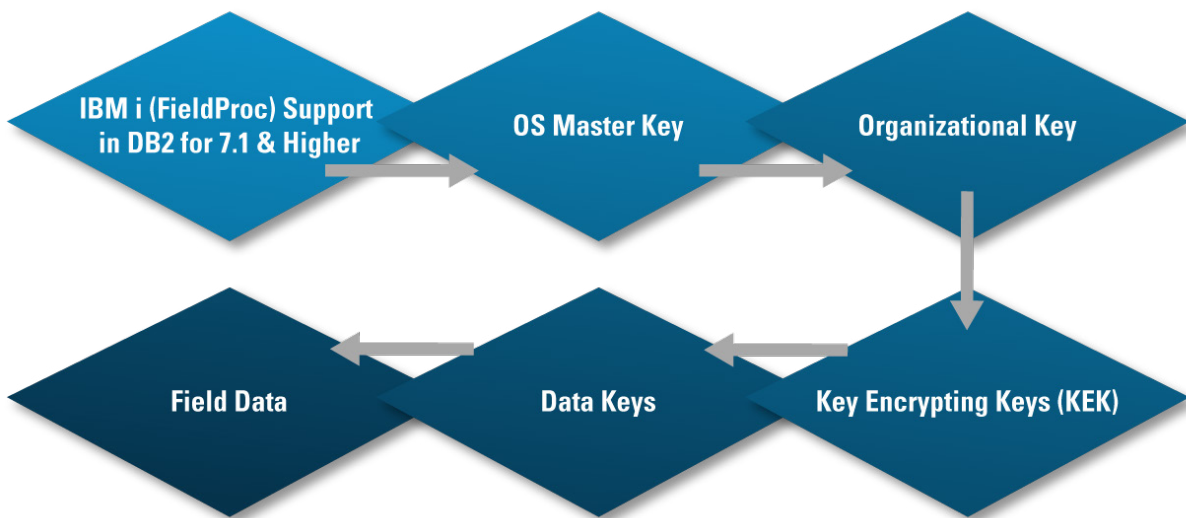 IBM i (FieldProc) Support
in DB2 for 7.1 & Higher
OS Master Key
Organizational Key
Key Encrypting Keys (KEK)
Data Keys
Field Data